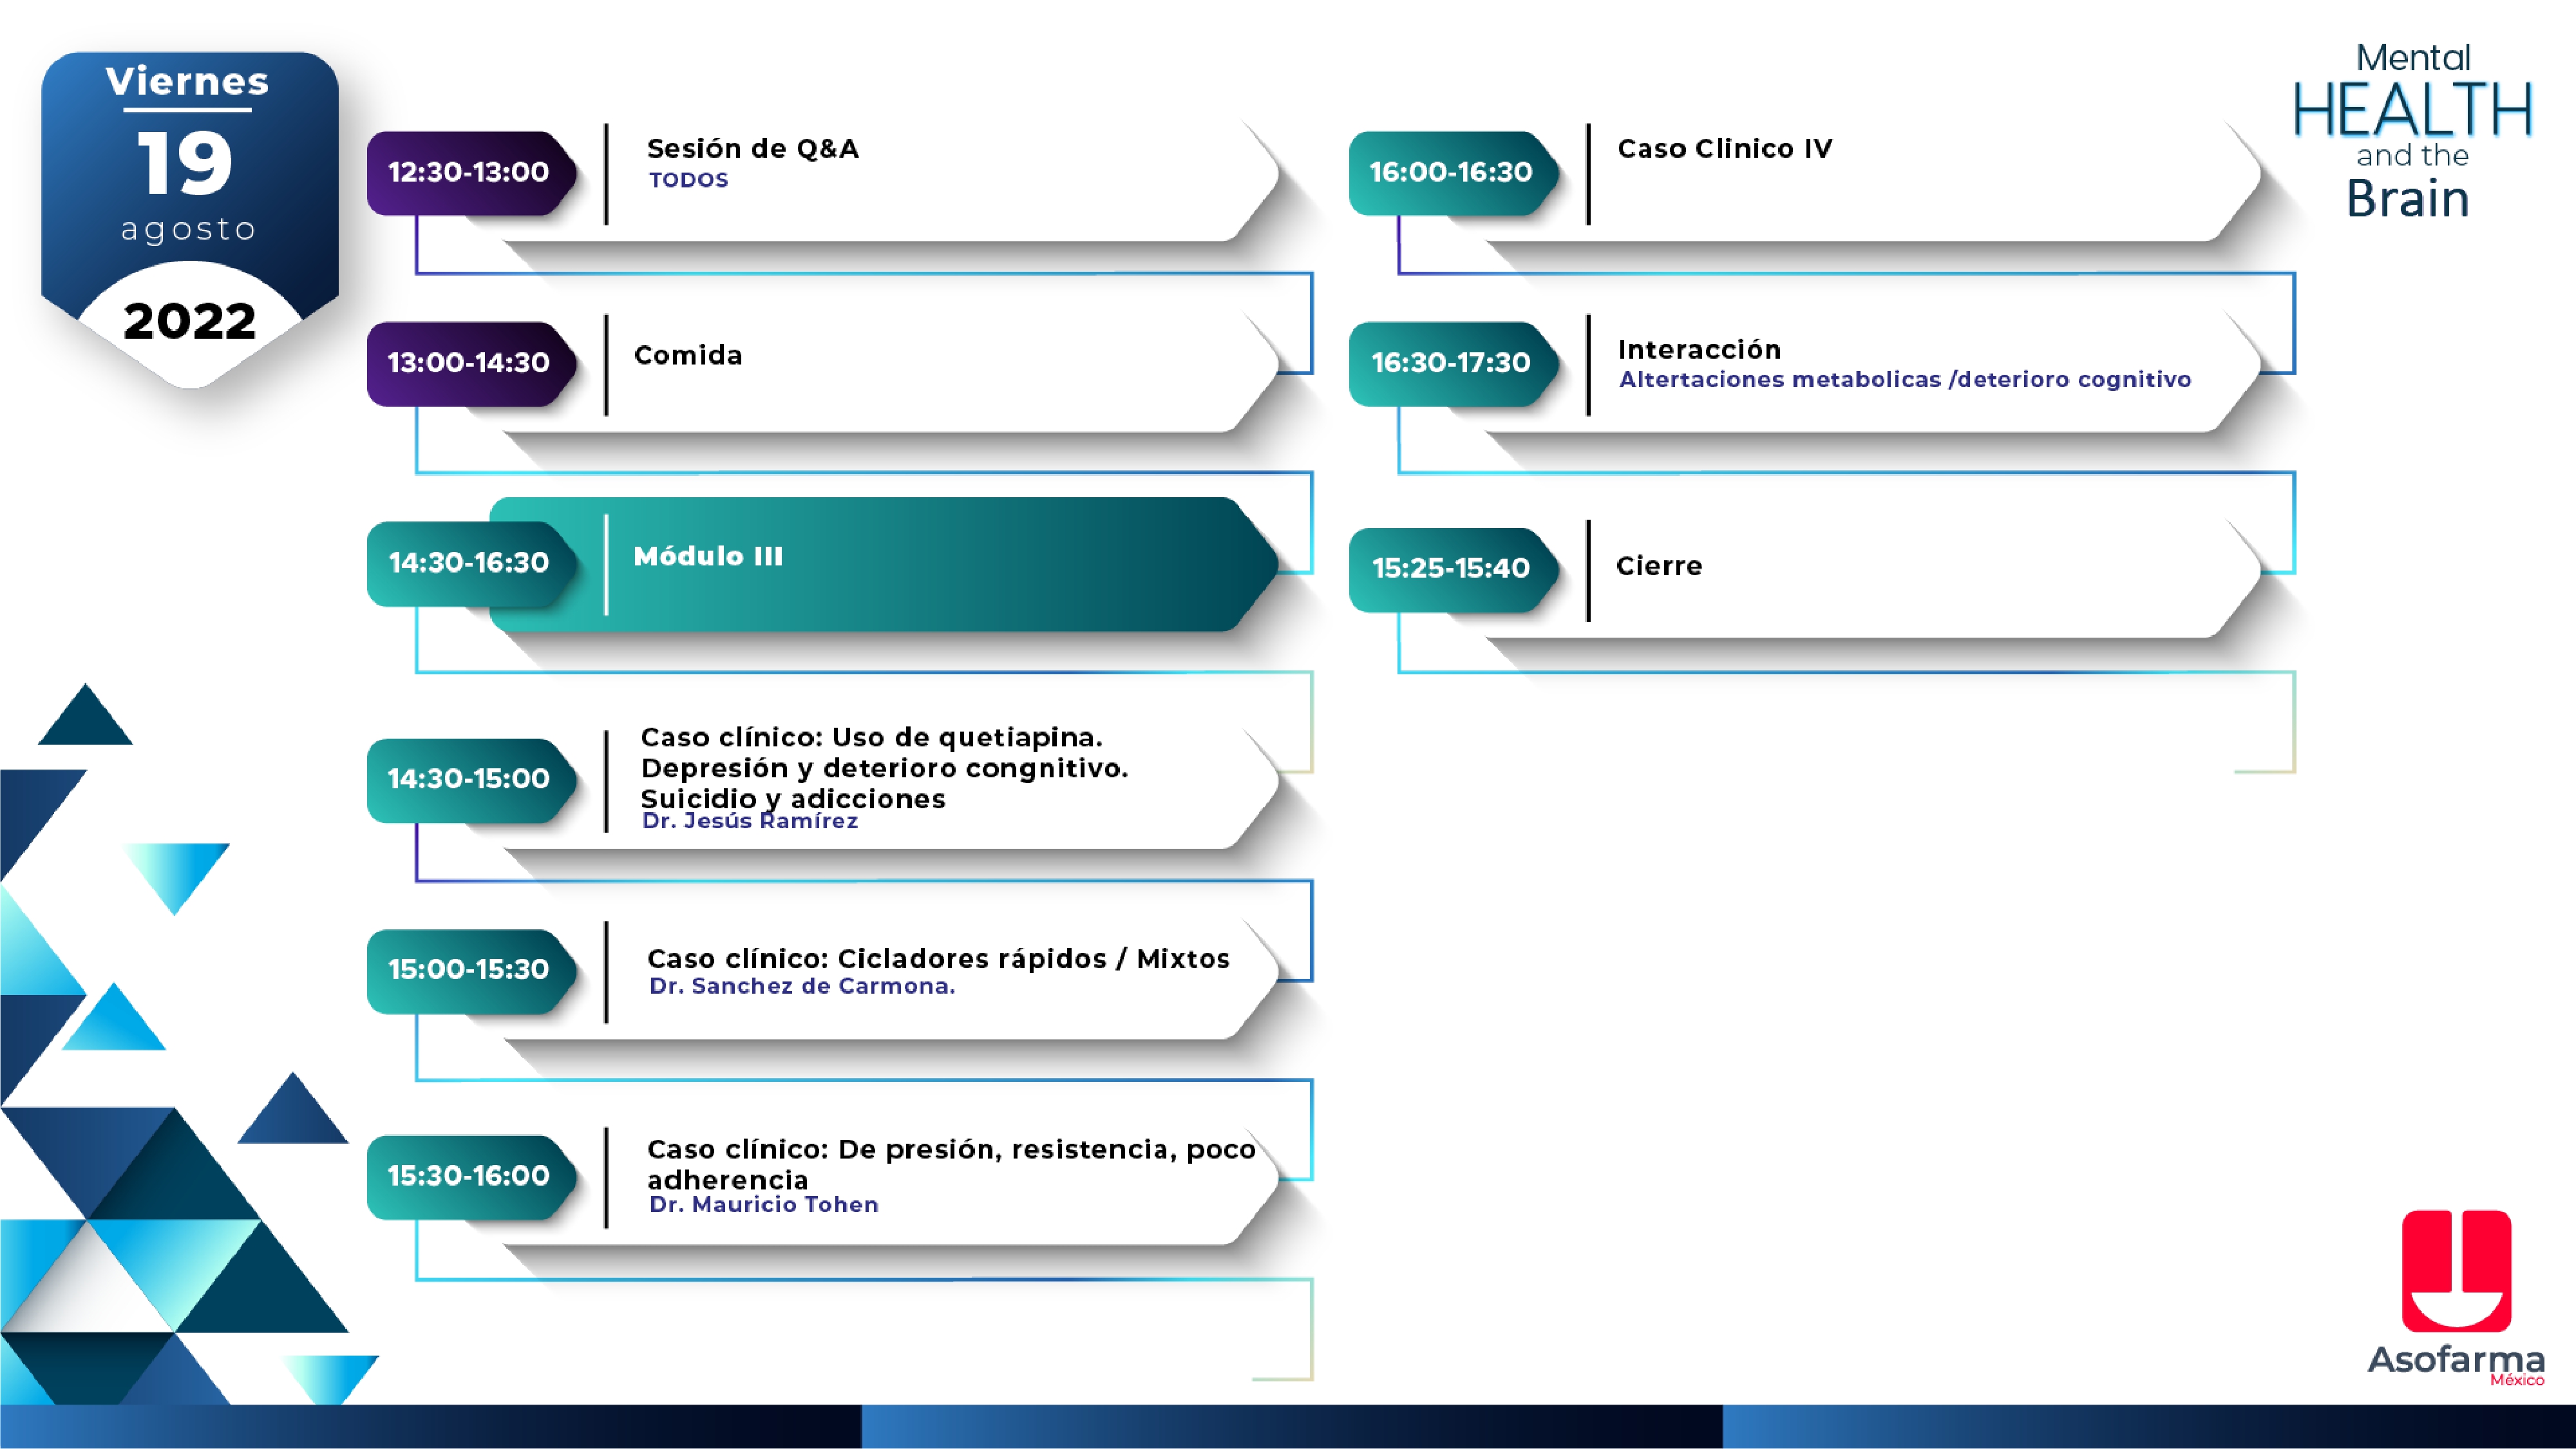 Viernes
19
agosto
2022
12:30-13:00
Sesión de Q&A
TODOS
13:00-14:30
Comida
14:30-16:30
Módulo III
14:30-15:00
Caso clínico: Uso de quetiapina.
Depresión y deterioro congnitivo.
Suicidio y adicciones
Dr. Jesús Ramírez
15:00-15:30
Caso clínico: Cicladores rápidos / Mixtos
Dr. Sanchez de Carmona.
15:30-16:00
Caso clínico: De presión, resistencia, poco
adherencia
Dr. Mauricio Tohen
16:00-16:30
Caso Clinico IV
16:30-17:30
Interacción
Altertaciones metabolicas /deterioro cognitivo
15:25-15:40
Cierre
Mental
HEALTH
and the
Brain
Asofarma
México